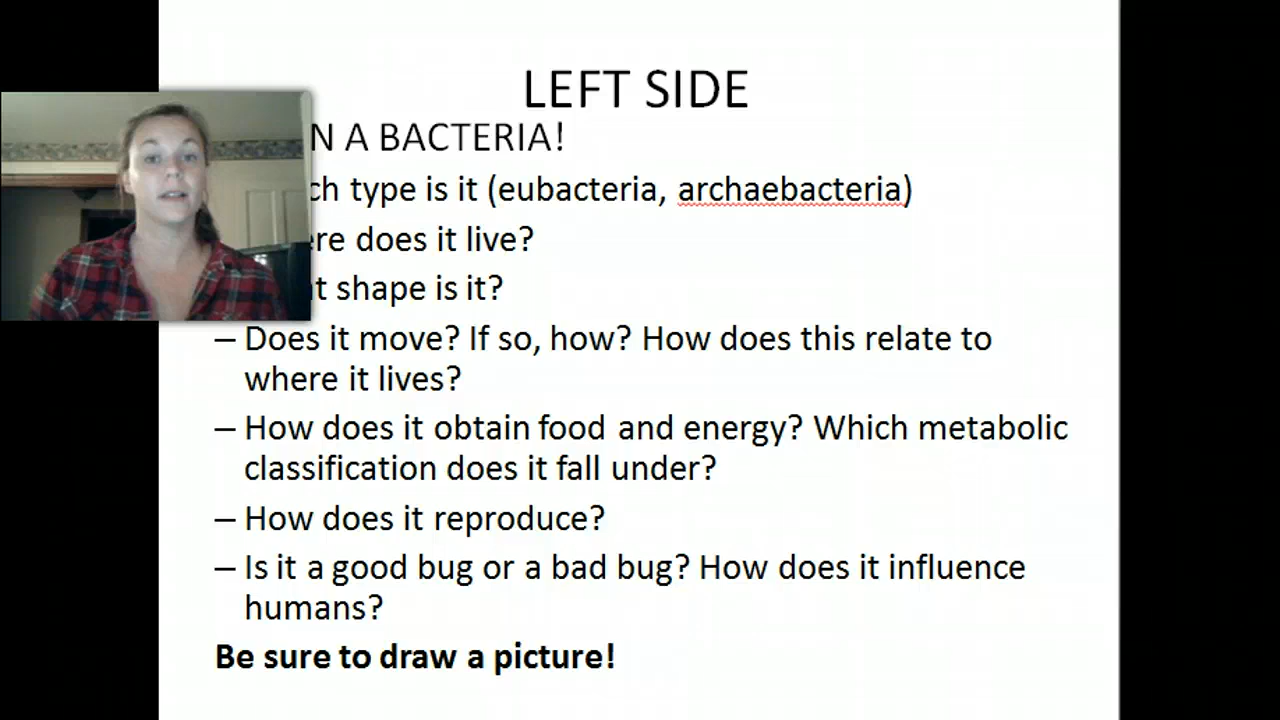 LEFT SIDE
N A BACTERIA!
ch type is it (eubacteria, archaebacteria)
re does it live?
t shape is it?
– Does it move? If so, how? How does this relate to
where it lives?
– How does it obtain food and energy? Which metabolic
classification does it fall under?
– How does it reproduce?
– Is it a good bug or a bad bug? How does it influence
humans?
Be sure to draw a picture!